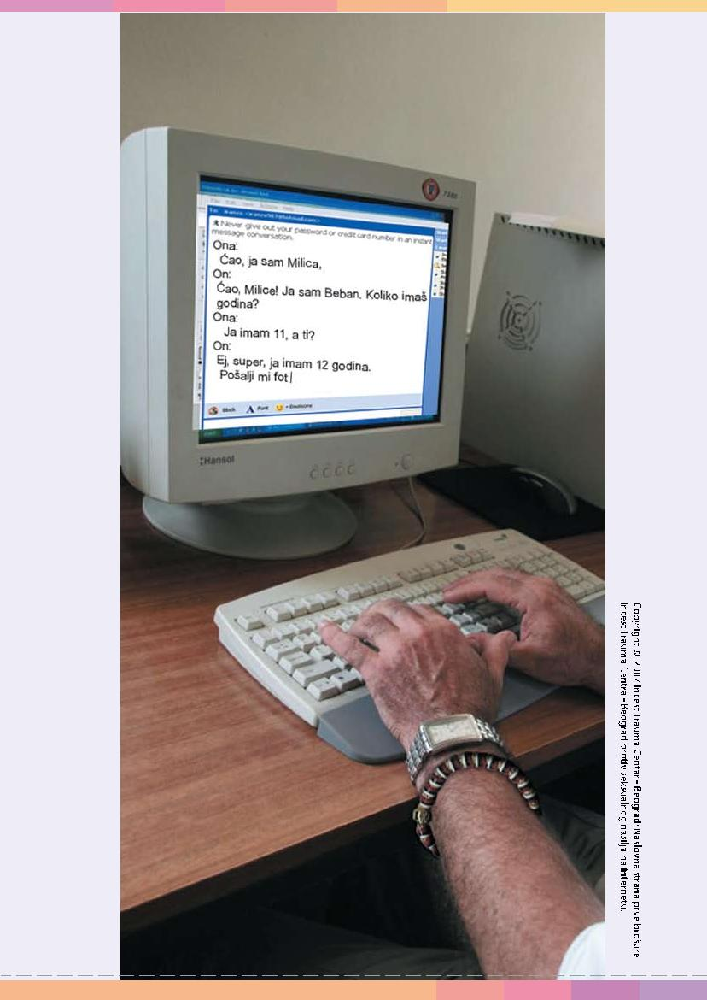 7285
Never give out your password or credit card number in an instant
message conversation.
Ona:
Ćao, ja sam Milica,
On:
Ćao, Milice! Ja sam Beban. Koliko imaš
godina?
Ona:
Ja imam 11, a ti?
On:
Ej, super, ja imam 12 godina.
Pošalji mi fot
Block Font Emoticons
Hansol
Copyright © 2007 Incest Trauma Centar - Beograd: Naslovna strana prve brošure
Incest Trauma Centra - Beograd protiv seksualnog nasilja na Internetu.